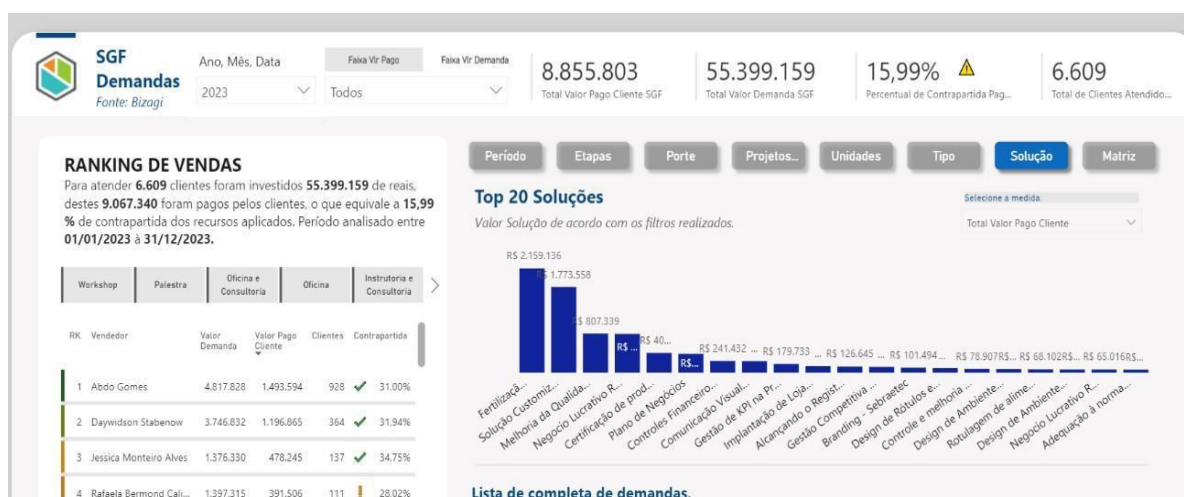 SGF
Demandas
Fonte: Bizagi
Ano, Mês, Data
2023
Faixa Vlr Pago
Faixa Vlr Demanda
Todos
8.855.803
Total Valor Pago Cliente SGF
55.399.159
Total Valor Demanda SGF
15,99%
Percentual de Contrapartida Pag...
6.609
Total de Clientes Atendido...
RANKING DE VENDAS
Para atender 6.609 clientes foram investidos 55.399.159 de reais,
destes 9.067.340 foram pagos pelos clientes, o que equivale a 15,99
% de contrapartida dos recursos aplicados. Período analisado entre
01/01/2023 à 31/12/2023.
Workshop
Palestra
Oficina e
Consultoria
Oficina
Instrutoria e
Consultoria
RK Vendedor Valor Demanda Valor Pago Cliente Clientes Contrapartida
1 Abdo Gomes 4.817.828 1.493.594 928 31.00%
2 Daywidson Stabenow 3.746.832 1.196.865 364 31,94%
3 Jessica Monteiro Alves 1.376.330 478.245 137 34.75%
4 Rafaela Bermond Cali... 1.397.315 391.506 111 28.02%
Período
Etapas
Porte
Projetos...
Unidades
Tipo
Solução
Matriz
Top 20 Soluções
Valor Solução de acordo com os filtros realizados.
Selecione a medida.
Total Valor Pago Cliente
R$ 2.159.136
R$ 1.773.558
R$ 807.339
R$ ...
R$ 40...
R$...
R$ 241.432 ...
R$ 179.733 ...
R$ 126.645 ...
R$ 101.494 ...
R$ 78.907R$...
R$ 68.102R$...
R$ 65.016R$...
Fertilizaçã...
Solução Customiz...
Melhoria da Qualida...
Negocio Lucrativo R...
Certificação de prod...
Plano de Negócios
Controles Financeiro...
Comunicação Visual...
Gestão de KPI na Pr...
Implantação de Loja...
Alcançando o Regist...
Gestão Competitiva ...
Branding - Sebraetec
Design de Rótulos e...
Controle e melhoria ...
Design de Ambiente...
Rotulagem de alime...
Design de Ambiente...
Negocio Lucrativo R...
Adequação à norma...
Lista de completa de demandas.